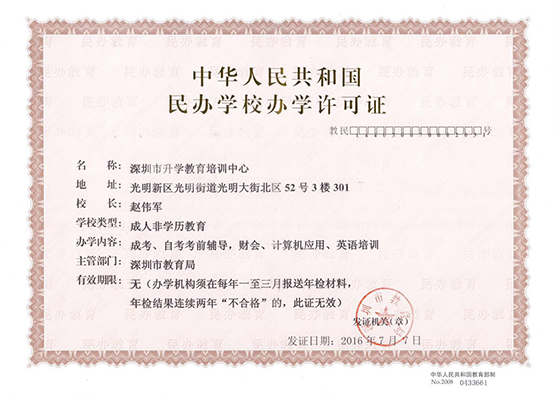 中华人民共和国
民办学校办学许可证
教民 号
名 称：深圳市升学教育培训中心
地 址：光明新区光明街道光明大街北区 52 号 3 楼 301
校 长：赵伟军
学校类型：成人非学历教育
办学内容：成考、自考考前辅导，财会、计算机应用、英语培训
主管部门：深圳市教育局
有效期限：无（办学机构须在每年一至三月报送年检材料，
年检结果连续两年“不合格”的，此证无效）
发证机关（章）
发证日期：2016 年 7 月 7 日
中华人民共和国教育部制
No.2008 0433661